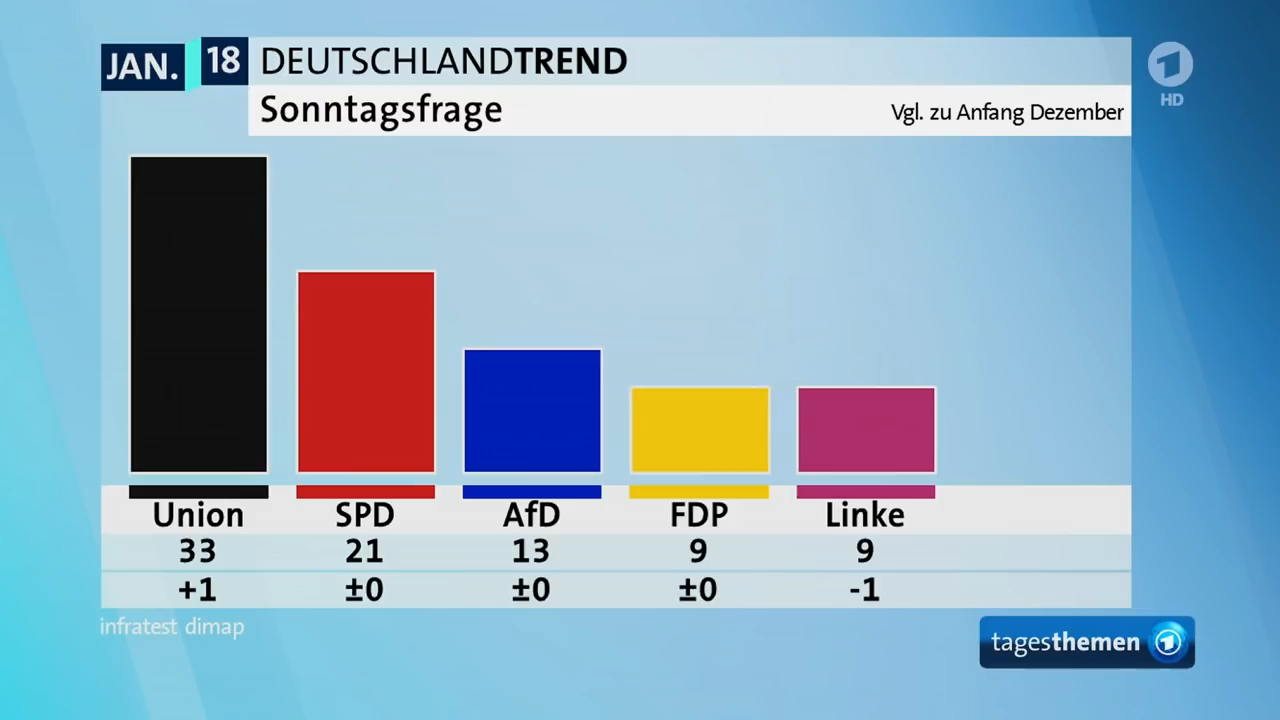 JAN. 18 DEUTSCHLANDTREND
HD
Sonntagsfrage Vgl. zu Anfang Dezember
Union SPD AfD FDP Linke
33 21 13 9 9
+1 ±0 ±0 ±0 -1
infratest dimap
tagesthemen